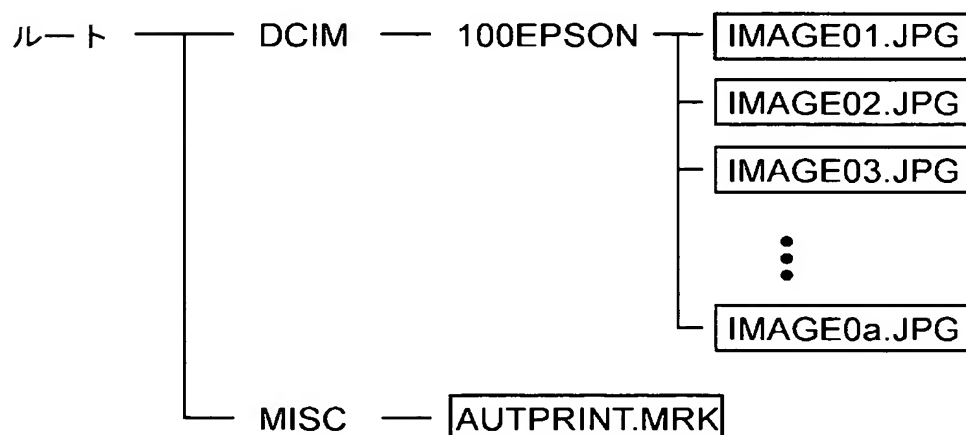 ルート DCIM 100EPSON IMAGE01.JPG
IMAGE02.JPG
IMAGE03.JPG
IMAGE0a.JPG
MISC AUTPRINT.MRK